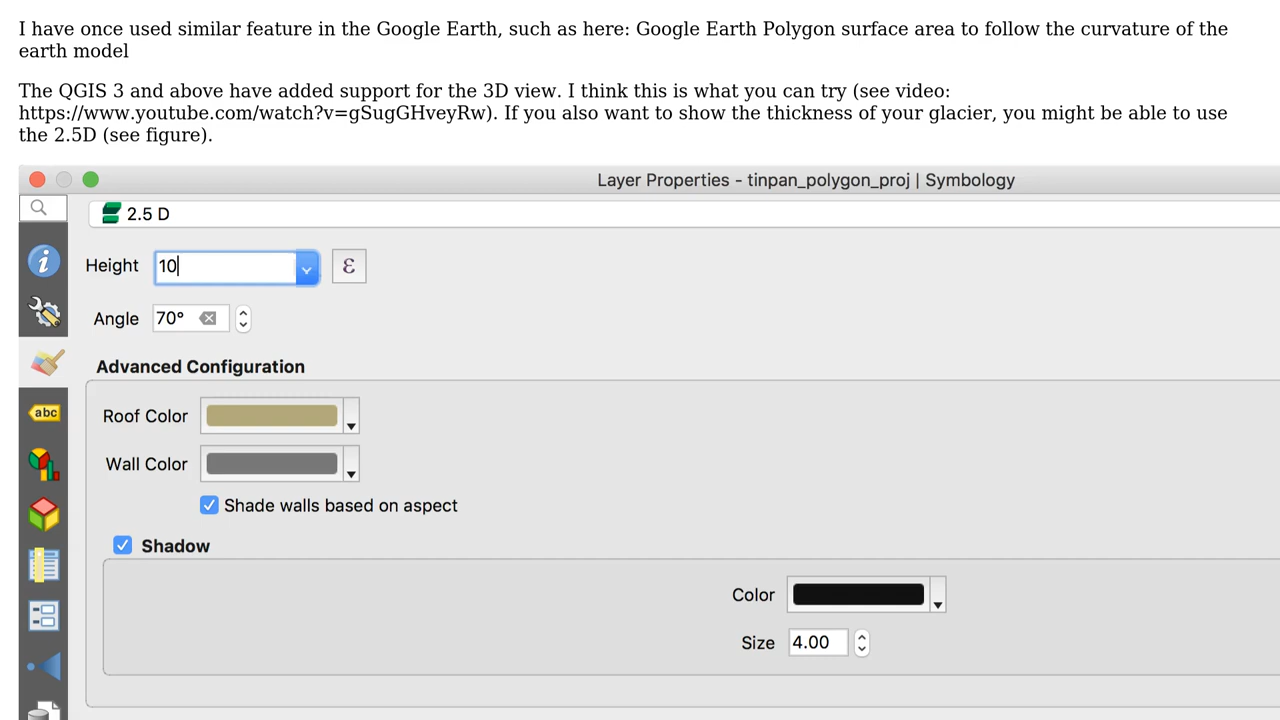 I have once used similar feature in the Google Earth, such as here: Google Earth Polygon surface area to follow the curvature of the
earth model
The QGIS 3 and above have added support for the 3D view. I think this is what you can try (see video:
https://www.youtube.com/watch?v=gSugGHveyRw). If you also want to show the thickness of your glacier, you might be able to use
the 2.5D (see figure).
Layer Properties - tinpan_polygon_proj | Symbology
2.5 D
Height 10 ε
Angle 70°
Advanced Configuration
Roof Color
abc
Wall Color
Shade walls based on aspect
Shadow
Color
Size 4.00